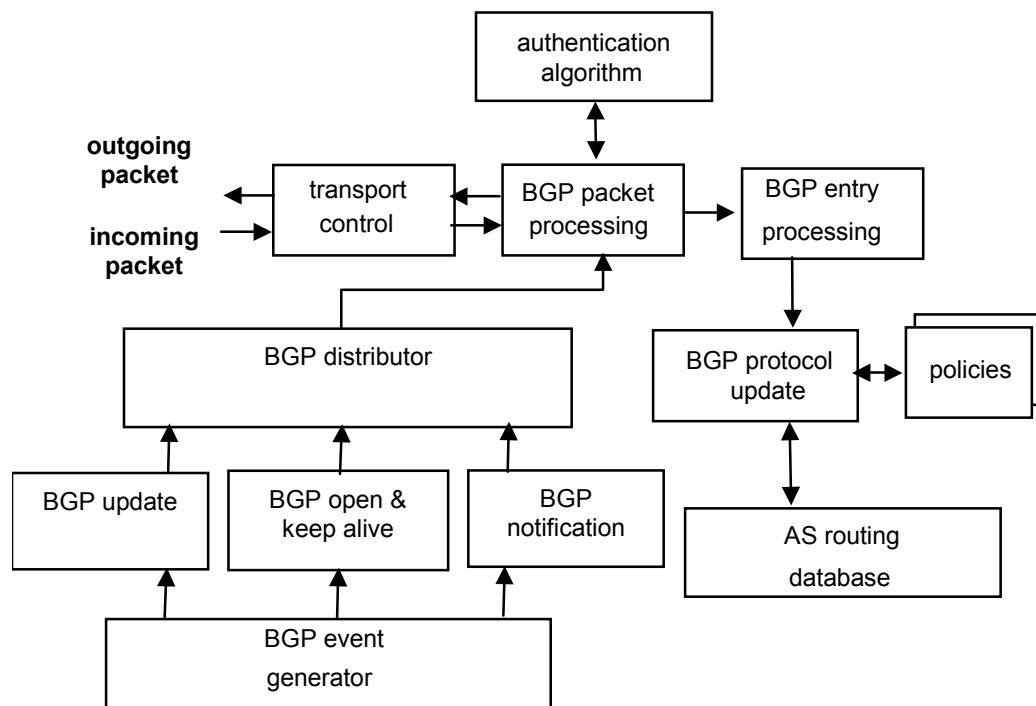 authentication
algorithm
outgoing
packet
incoming
packet
transport
control
BGP packet
processing
BGP entry
processing
BGP distributor
BGP protocol
update
policies
BGP update
BGP open &
keep alive
BGP
notification
AS routing
database
BGP event
generator